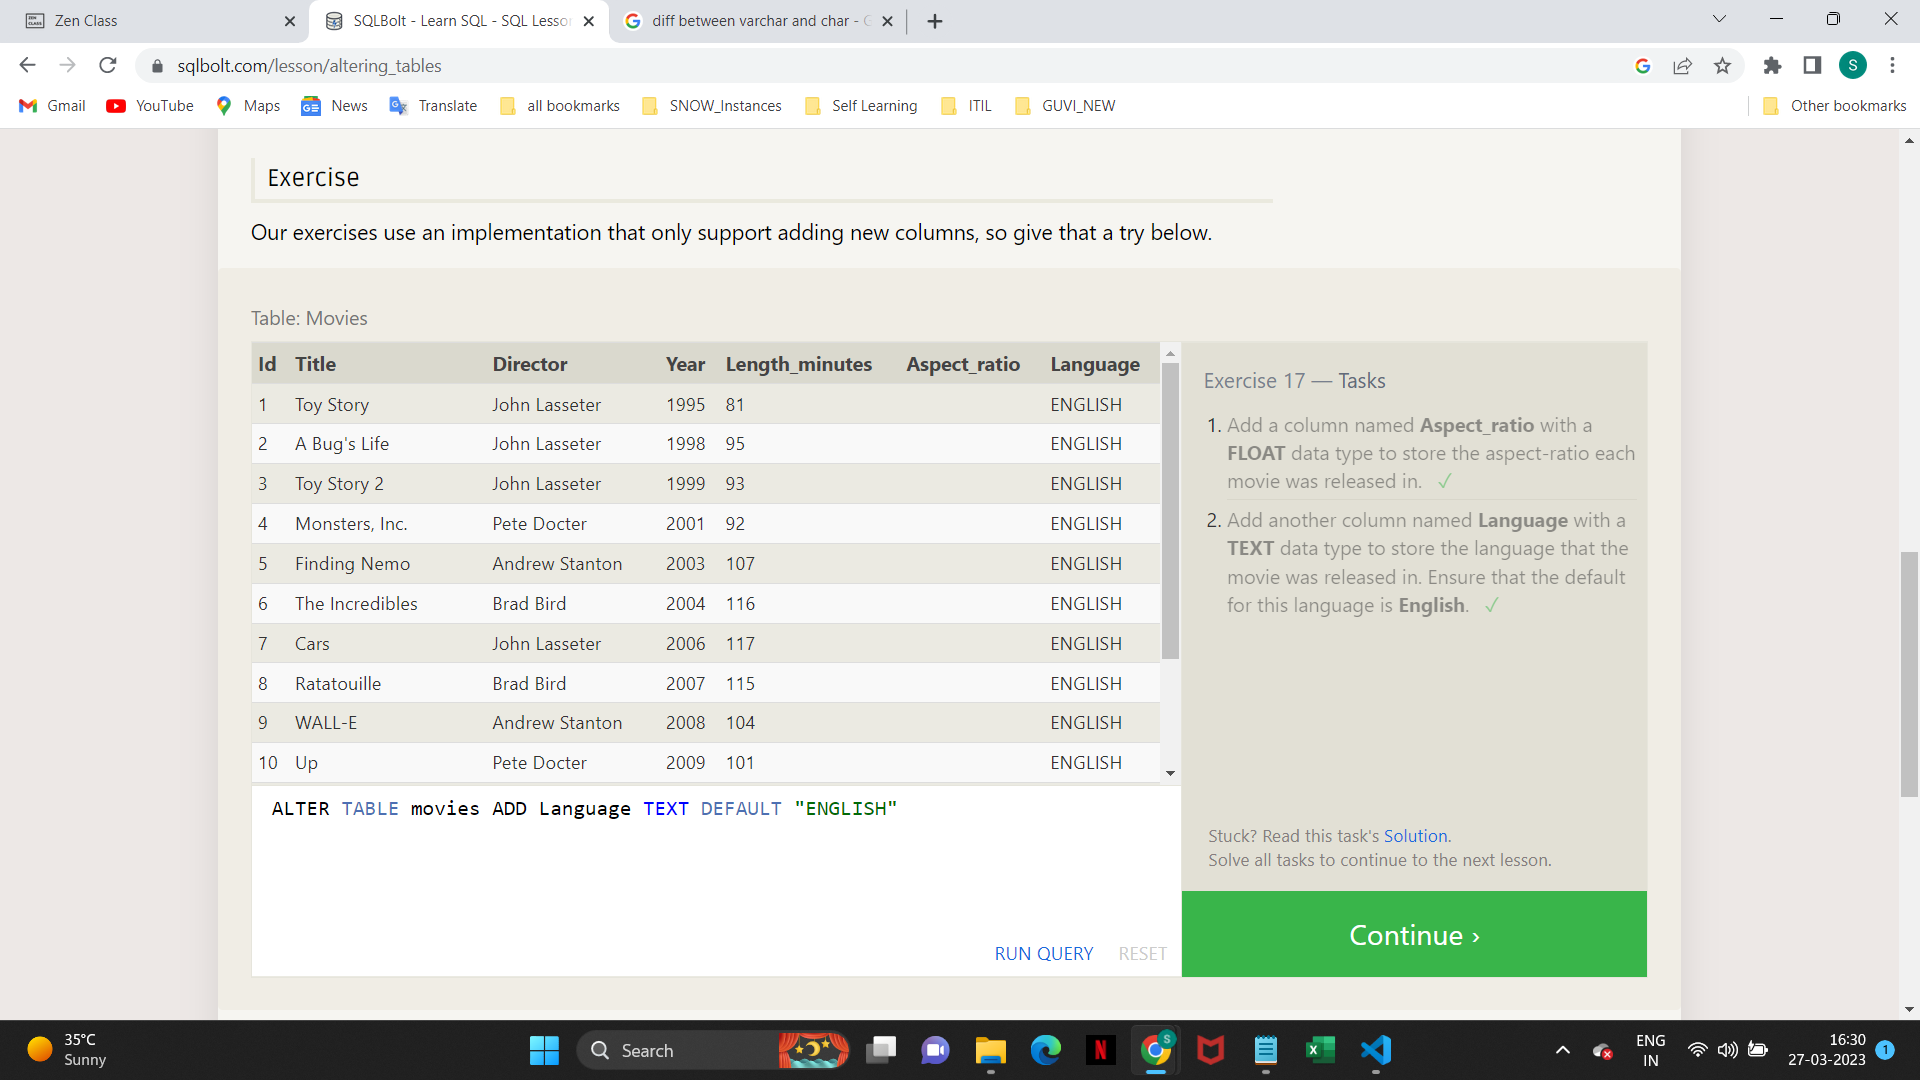 Zen Class
SQLBolt - Learn SQL - SQL Lesso
diff between varchar and char - G
sqlbolt.com/lesson/altering_tables
S
Gmail YouTube Maps News Translate all bookmarks SNOW_Instances Self Learning ITIL GUVI_NEW Other bookmarks
Exercise
Our exercises use an implementation that only support adding new columns, so give that a try below.
Table: Movies
Id Title Director Year Length_minutes Aspect_ratio Language
1 Toy Story John Lasseter 1995 81 ENGLISH
2 A Bug's Life John Lasseter 1998 95 ENGLISH
3 Toy Story 2 John Lasseter 1999 93 ENGLISH
4 Monsters, Inc. Pete Docter 2001 92 ENGLISH
5 Finding Nemo Andrew Stanton 2003 107 ENGLISH
6 The Incredibles Brad Bird 2004 116 ENGLISH
7 Cars John Lasseter 2006 117 ENGLISH
8 Ratatouille Brad Bird 2007 115 ENGLISH
9 WALL-E Andrew Stanton 2008 104 ENGLISH
10 Up Pete Docter 2009 101 ENGLISH
ALTER TABLE movies ADD Language TEXT DEFAULT "ENGLISH"
RUN QUERY RESET
Exercise 17 — Tasks
1. Add a column named Aspect_ratio with a
FLOAT data type to store the aspect-ratio each
movie was released in. ✓
2. Add another column named Language with a
TEXT data type to store the language that the
movie was released in. Ensure that the default
for this language is English. ✓
Stuck? Read this task's Solution.
Solve all tasks to continue to the next lesson.
Continue ›
35°C
Sunny
Search
ENG
IN
16:30
27-03-2023
1